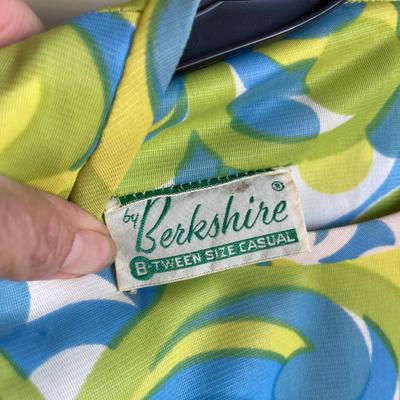 by
Berkshire ®
B-TWEEN SIZE CASUAL